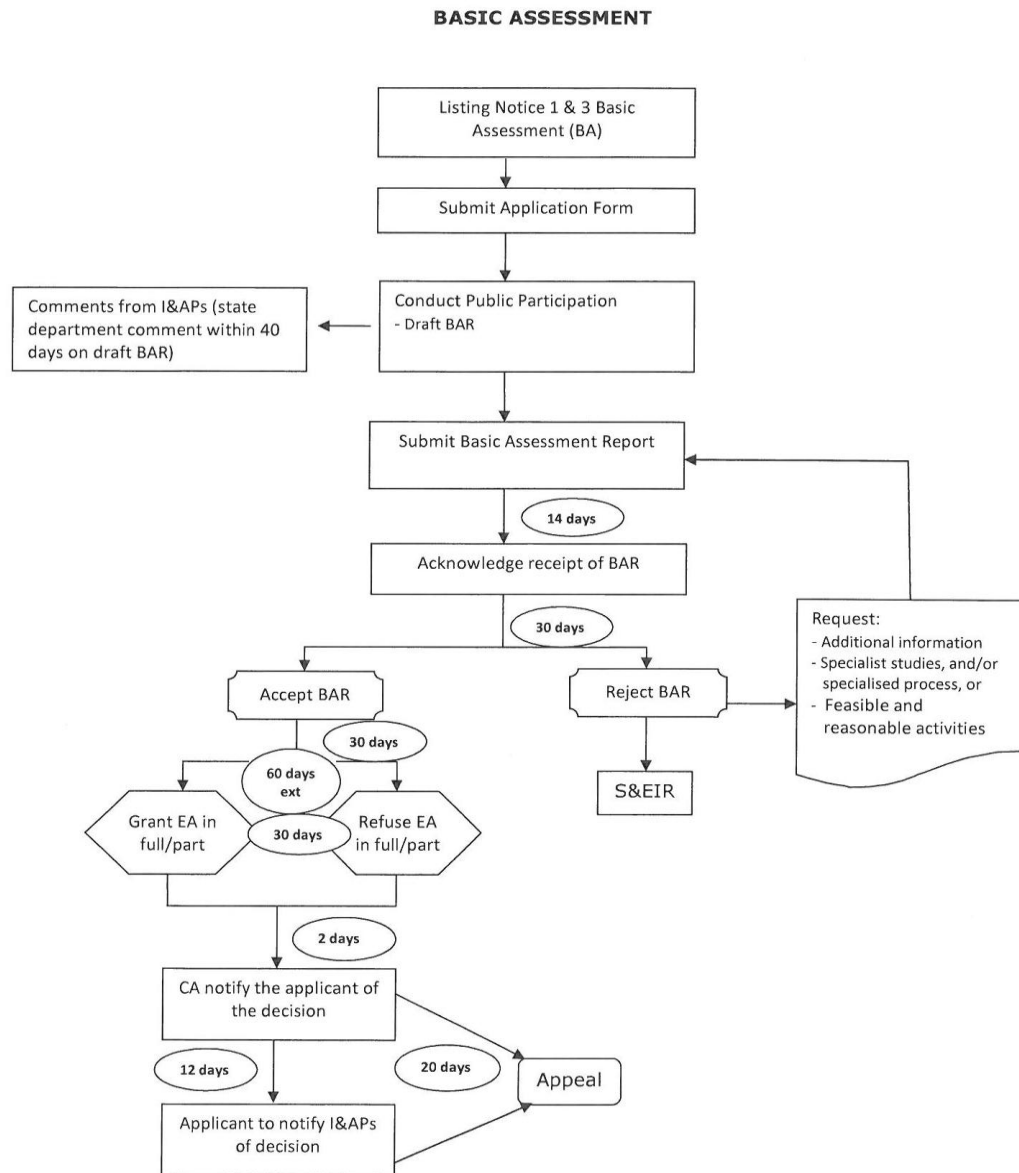 BASIC ASSESSMENT
Listing Notice 1 & 3 Basic
Assessment (BA)
Submit Application Form
Conduct Public Participation
- Draft BAR
Comments from I&APs (state
department comment within 40
days on draft BAR)
Submit Basic Assessment Report
14 days
Acknowledge receipt of BAR
30 days
Request:
- Additional information
- Specialist studies, and/or
specialised process, or
- Feasible and
reasonable activities
Accept BAR
Reject BAR
30 days
60 days
ext
S&EIR
Grant EA in
full/part
30 days
Refuse EA
in full/part
2 days
CA notify the applicant of
the decision
12 days
20 days
Appeal
Applicant to notify I&APs
of decision